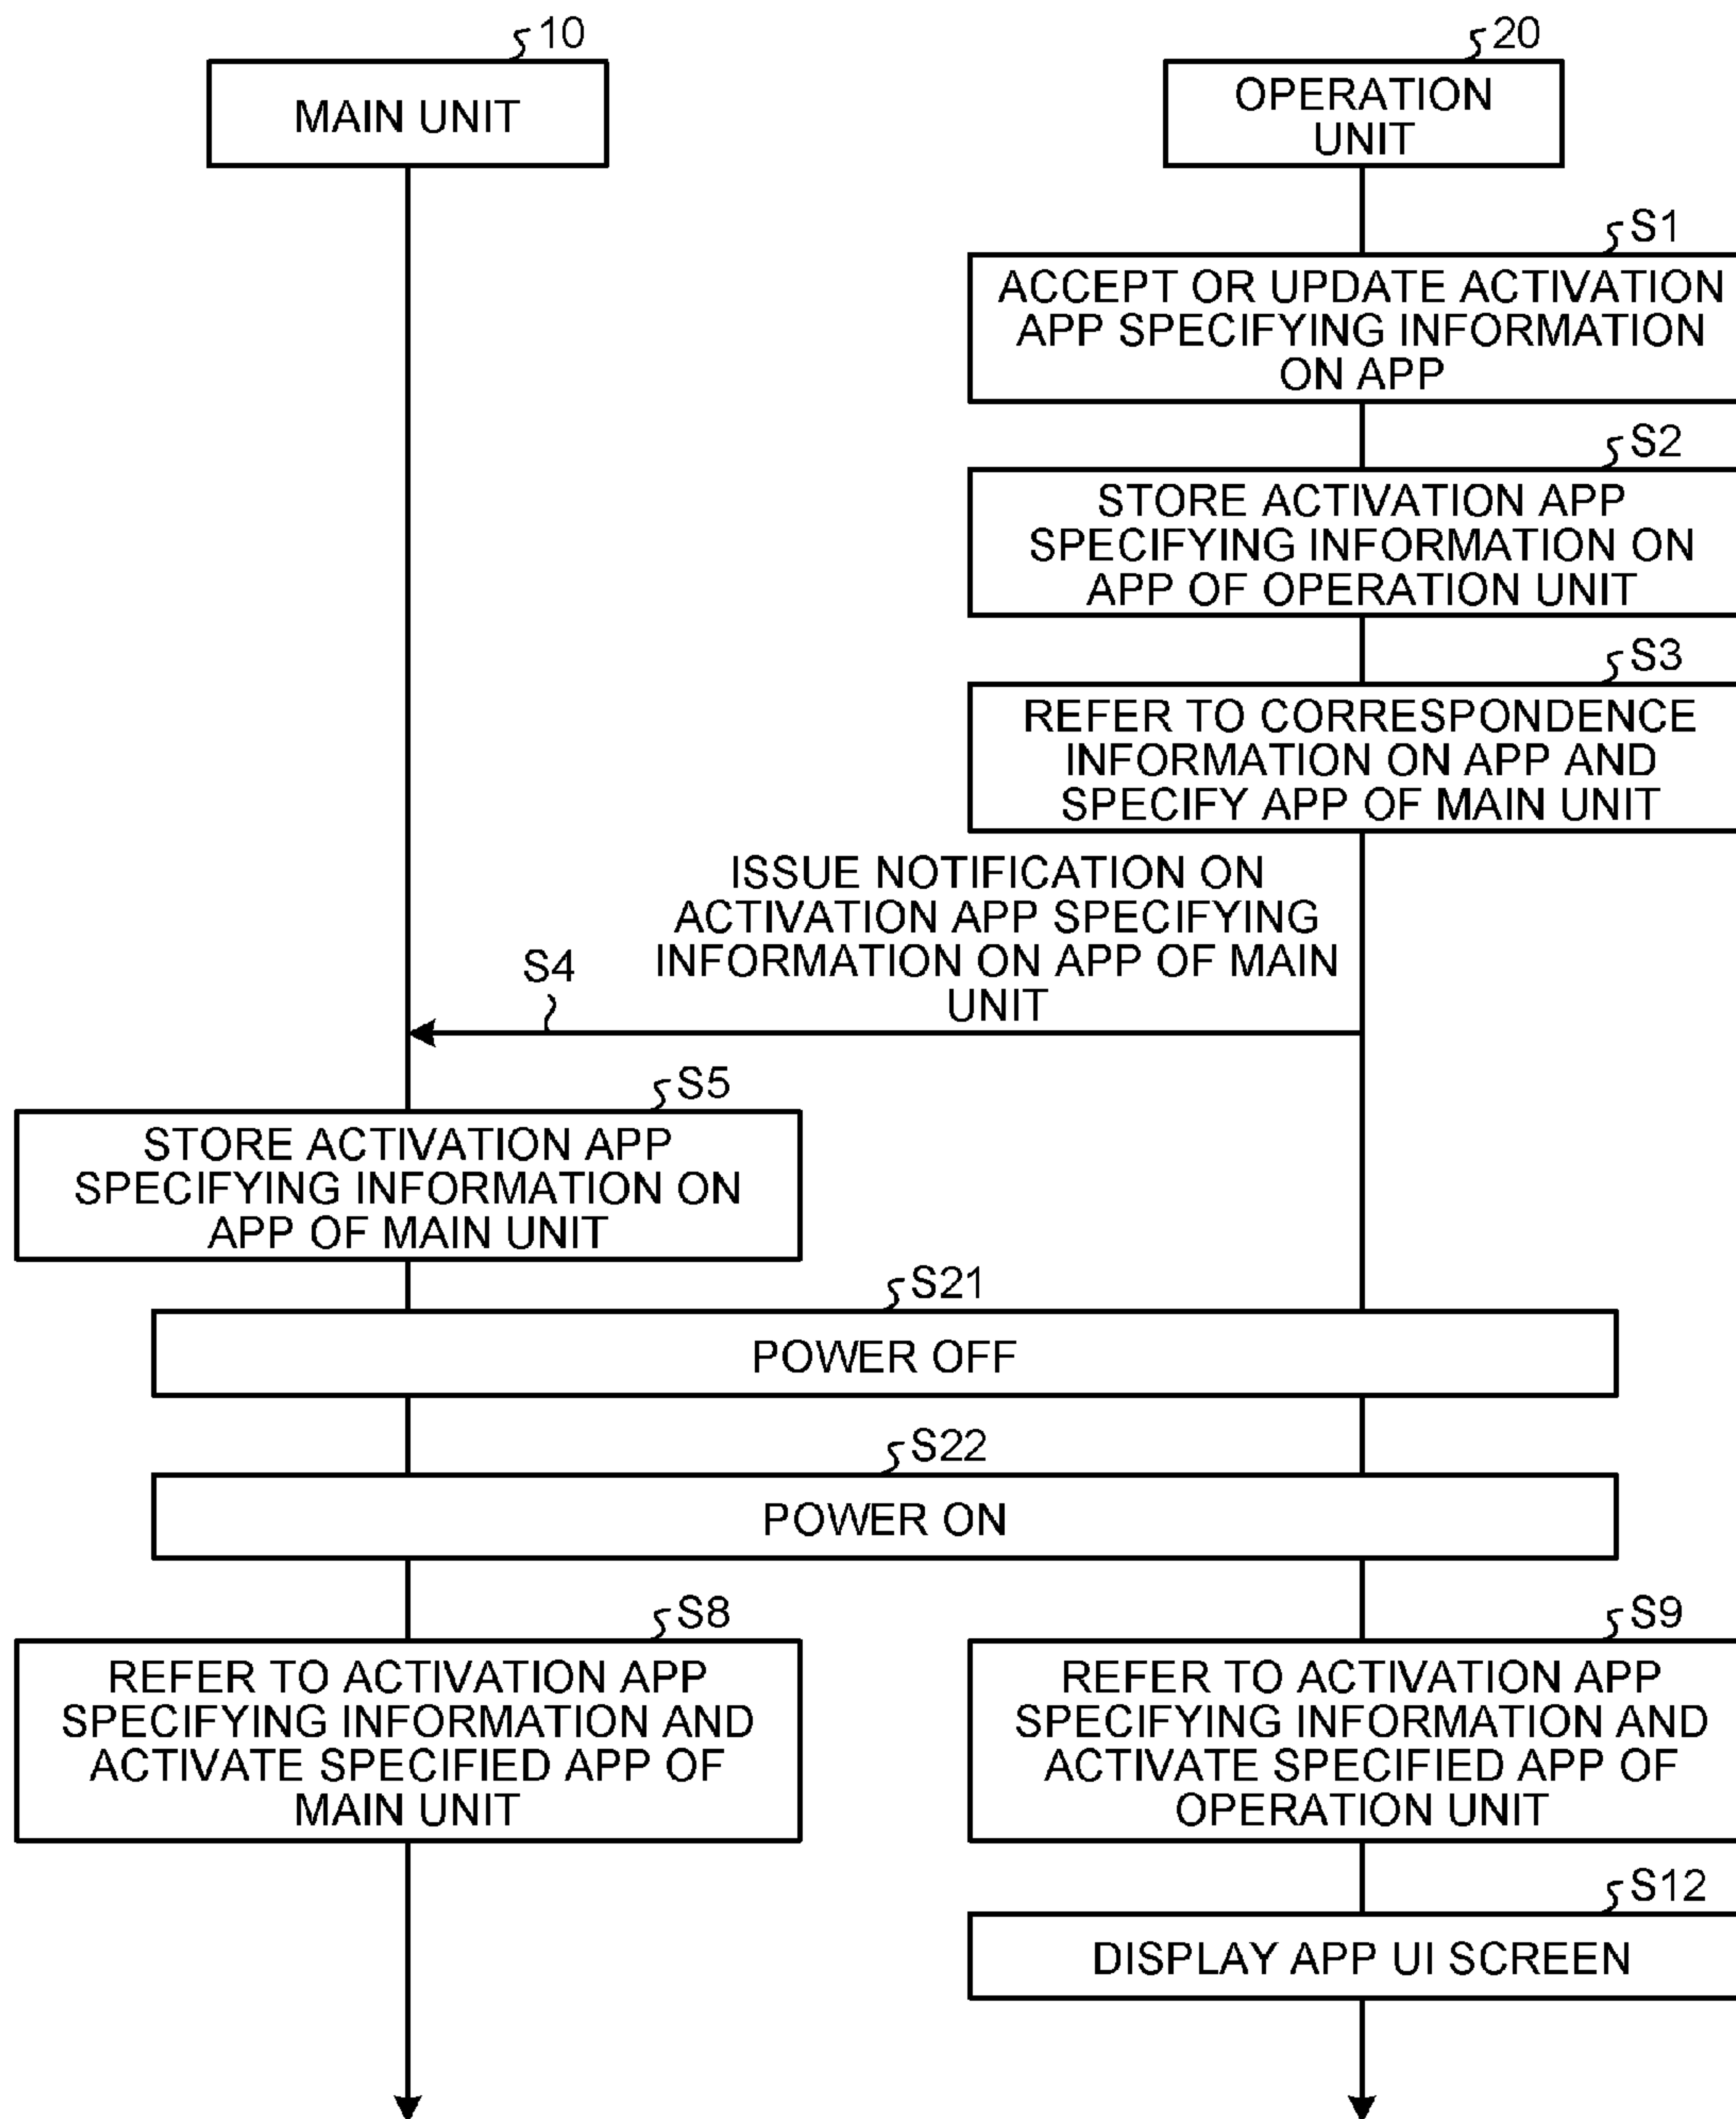 10
MAIN UNIT
20
OPERATION
UNIT
S1
ACCEPT OR UPDATE ACTIVATION
APP SPECIFYING INFORMATION
ON APP
S2
STORE ACTIVATION APP
SPECIFYING INFORMATION ON
APP OF OPERATION UNIT
S3
REFER TO CORRESPONDENCE
INFORMATION ON APP AND
SPECIFY APP OF MAIN UNIT
ISSUE NOTIFICATION ON
ACTIVATION APP SPECIFYING
INFORMATION ON APP OF MAIN
UNIT
S4
S5
STORE ACTIVATION APP
SPECIFYING INFORMATION ON
APP OF MAIN UNIT
S21
POWER OFF
S22
POWER ON
S8
REFER TO ACTIVATION APP
SPECIFYING INFORMATION AND
ACTIVATE SPECIFIED APP OF
MAIN UNIT
S9
REFER TO ACTIVATION APP
SPECIFYING INFORMATION AND
ACTIVATE SPECIFIED APP OF
OPERATION UNIT
S12
DISPLAY APP UI SCREEN